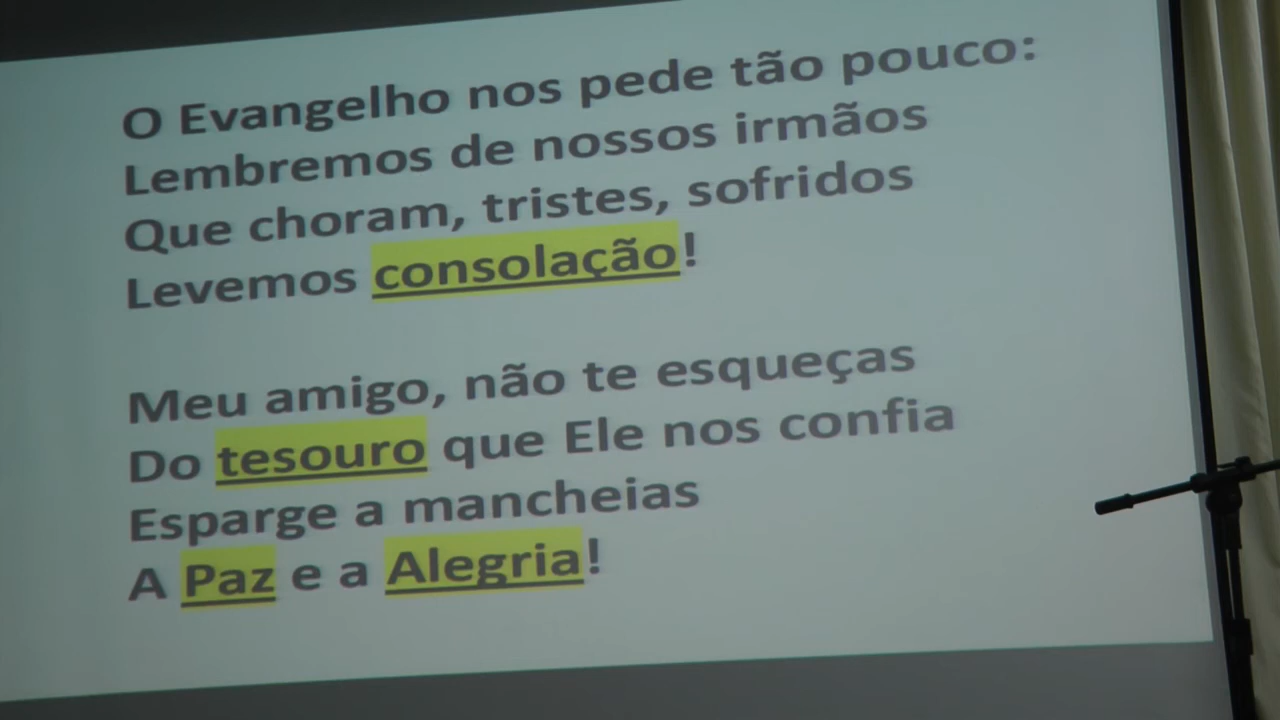 O Evangelho nos pede tão pouco:
Lembremos de nossos irmãos
Que choram, tristes, sofridos
Levemos consolação!
Meu amigo, não te esqueças
Do tesouro que Ele nos confia
Esparge a mancheias
A Paz e a Alegria!